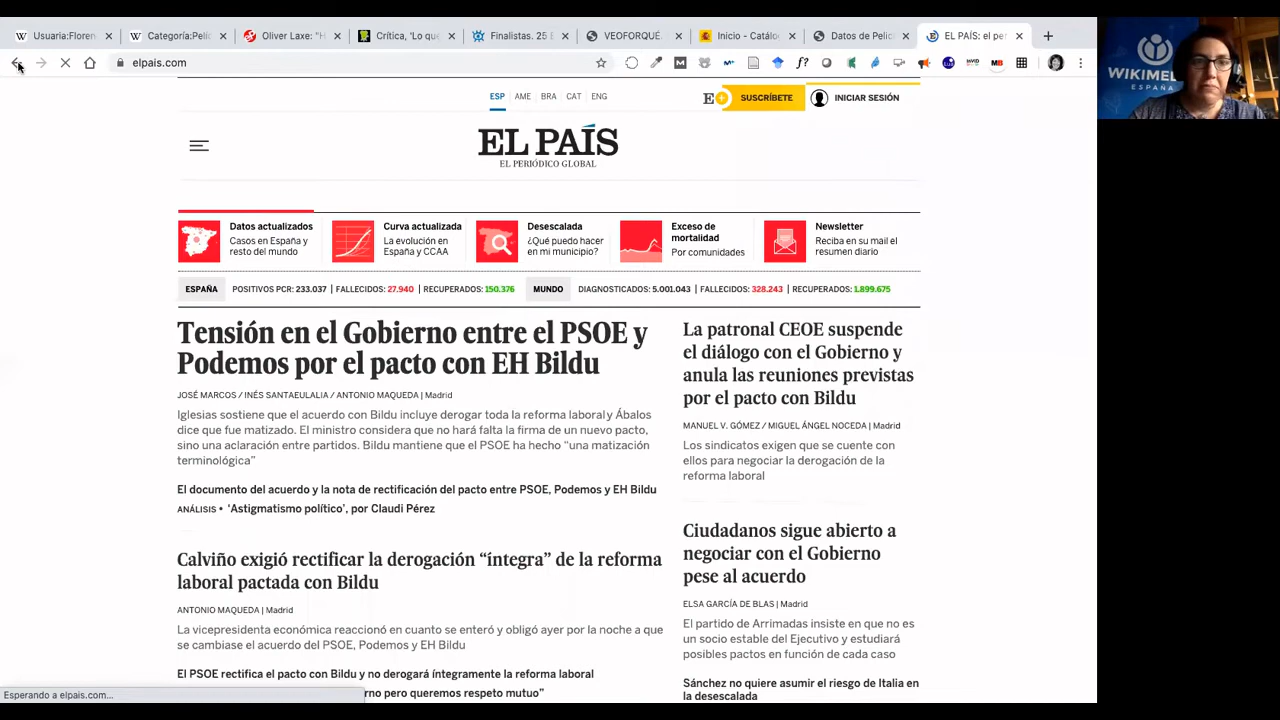 Usuaria:Floren
Categoría:Pelíc
Oliver Laxe: "H
Crítica, 'Lo que
Finalistas. 25 E
VEOFORQUÉ.
Inicio - Catálo
Datos de Pelíc
EL PAÍS: el pe
elpais.com
WIKIME
ESPAÑA
ESP AME BRA CAT ENG
E+ SUSCRÍBETE INICIAR SESIÓN
EL PAÍS
EL PERIÓDICO GLOBAL
Datos actualizados
Casos en España y
resto del mundo
Curva actualizada
La evolución en
España y CCAA
Desescalada
¿Qué puedo hacer
en mi municipio?
Exceso de
mortalidad
Por comunidades
Newsletter
Reciba en su mail el
resumen diario
ESPAÑA POSITIVOS PCR: 233.037 | FALLECIDOS: 27.940 | RECUPERADOS: 150.376 MUNDO DIAGNOSTICADOS: 5.001.043 | FALLECIDOS: 328.243 | RECUPERADOS: 1.899.675
Tensión en el Gobierno entre el PSOE y
Podemos por el pacto con EH Bildu
JOSÉ MARCOS / INÉS SANTAEULALIA / ANTONIO MAQUEDA | Madrid
Iglesias sostiene que el acuerdo con Bildu incluye derogar toda la reforma laboral y Ábalos
dice que fue matizado. El ministro considera que no hará falta la firma de un nuevo pacto,
sino una aclaración entre partidos. Bildu mantiene que el PSOE ha hecho “una matización
terminológica”
El documento del acuerdo y la nota de rectificación del pacto entre PSOE, Podemos y EH Bildu
ANÁLISIS • ‘Astigmatismo político’, por Claudi Pérez
Calviño exigió rectificar la derogación “íntegra” de la reforma
laboral pactada con Bildu
ANTONIO MAQUEDA | Madrid
La vicepresidenta económica reaccionó en cuanto se enteró y obligó ayer por la noche a que
se cambiase el acuerdo del PSOE, Podemos y EH Bildu
El PSOE rectifica el pacto con Bildu y no derogará íntegramente la reforma laboral
rno pero queremos respeto mutuo”
La patronal CEOE suspende
el diálogo con el Gobierno y
anula las reuniones previstas
por el pacto con Bildu
MANUEL V. GÓMEZ / MIGUEL ÁNGEL NOCEDA | Madrid
Los sindicatos exigen que se cuente con
ellos para negociar la derogación de la
reforma laboral
Ciudadanos sigue abierto a
negociar con el Gobierno
pese al acuerdo
ELSA GARCÍA DE BLAS | Madrid
El partido de Arrimadas insiste en que no es
un socio estable del Ejecutivo y estudiará
posibles pactos en función de cada caso
Sánchez no quiere asumir el riesgo de Italia en
la desescalada
Esperando a elpais.com...